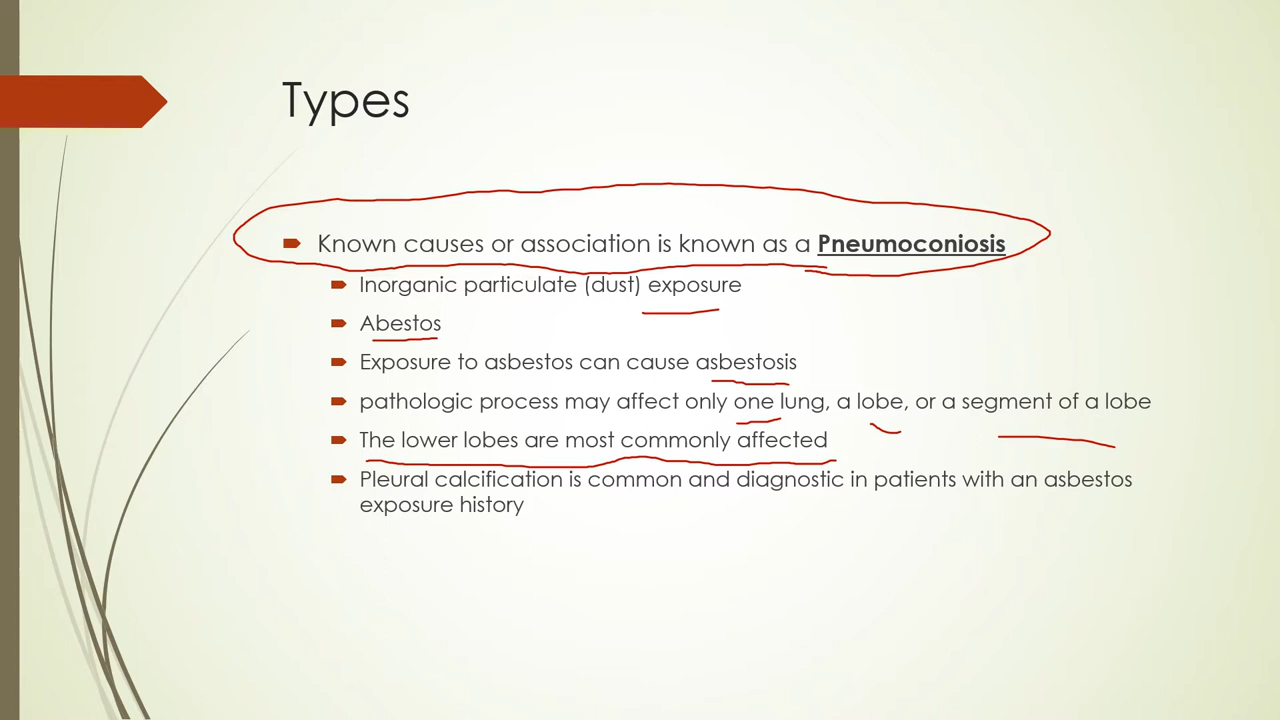 Types
Known causes or association is known as a Pneumoconiosis
Inorganic particulate (dust) exposure
Abestos
Exposure to asbestos can cause asbestosis
pathologic process may affect only one lung, a lobe, or a segment of a lobe
The lower lobes are most commonly affected
Pleural calcification is common and diagnostic in patients with an asbestos
exposure history